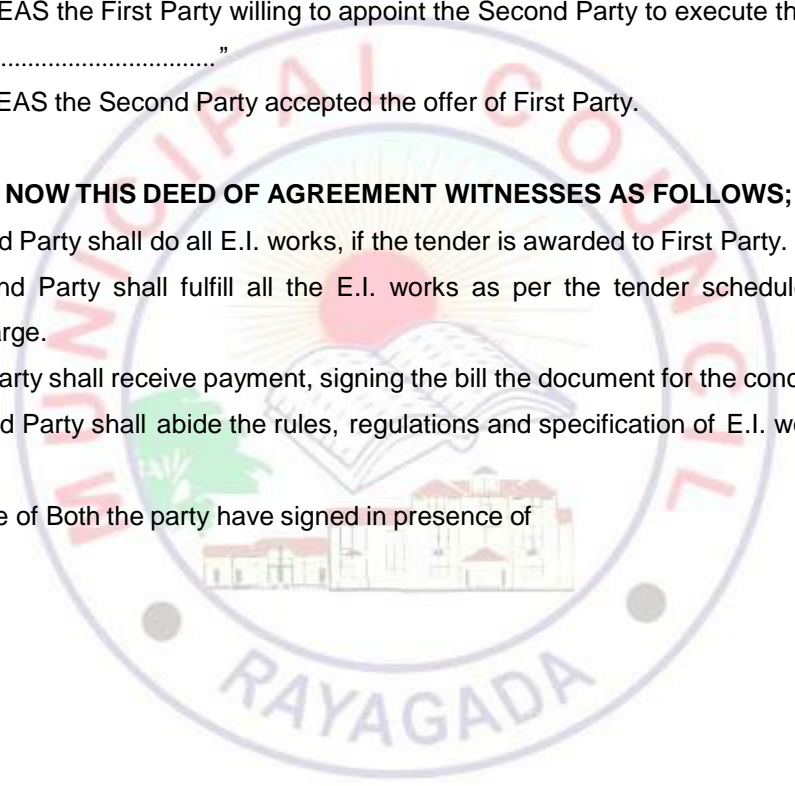 EAS the First Party willing to appoint the Second Party to execute th
................................"
EAS the Second Party accepted the offer of First Party.
NOW THIS DEED OF AGREEMENT WITNESSES AS FOLLOWS;
d Party shall do all E.I. works, if the tender is awarded to First Party.
nd Party shall fulfill all the E.I. works as per the tender schedul
arge.
arty shall receive payment, signing the bill the document for the conc
d Party shall abide the rules, regulations and specification of E.I. w
e of Both the party have signed in presence of
MUNICIPAL COUNCIL
RAYAGADA